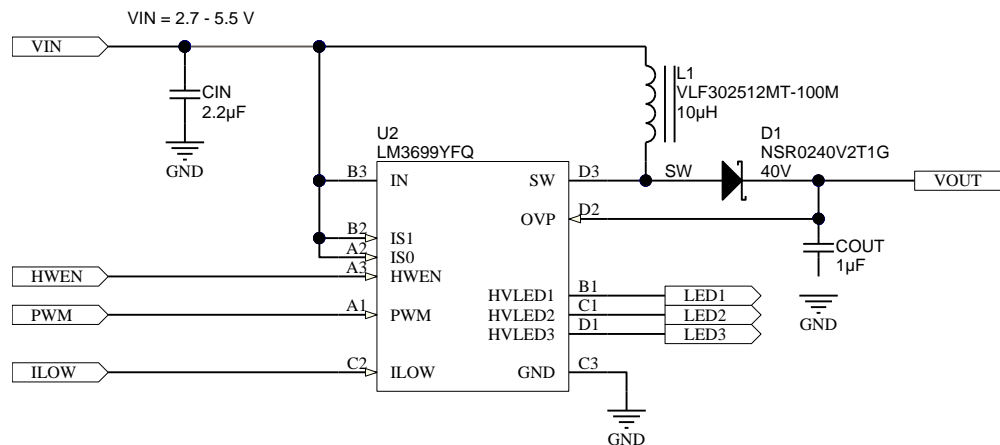 VIN = 2.7 - 5.5 V
VIN
CIN
2.2µF
GND
L1
VLF302512MT-100M
10µH
U2
LM3699YFQ
D1
NSR0240V2T1G
40V
B3 IN SW D3 SW
VOUT
OVP D2
B2 IS1
A2 IS0
HWEN A3 HWEN
COUT
1µF
GND
HVLED1 B1 LED1
PWM A1 PWM HVLED2 C1 LED2
HVLED3 D1 LED3
ILOW C2 ILOW GND C3
GND